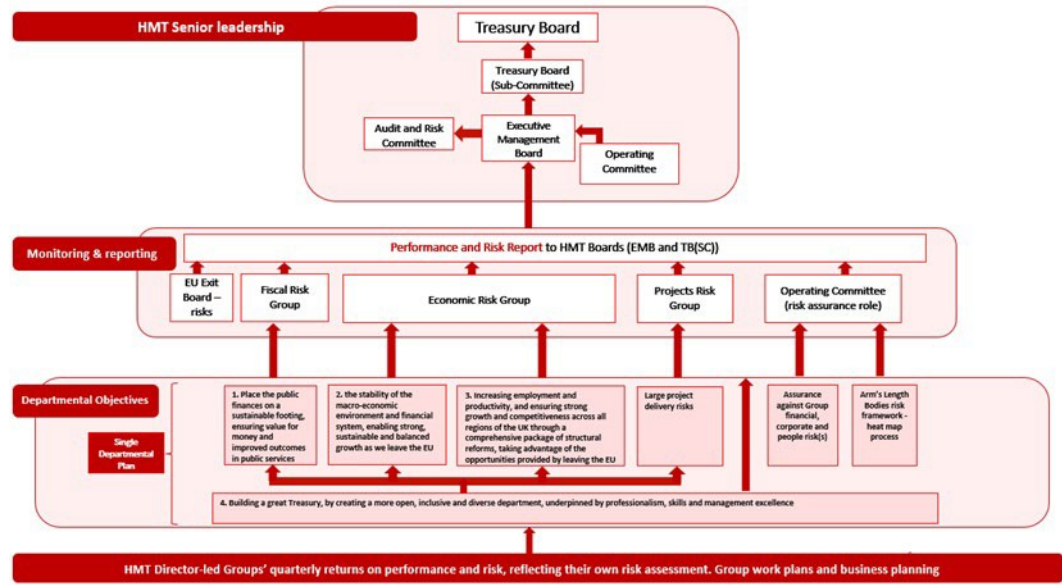 HMT Senior leadership
Treasury Board
Treasury Board
(Sub-Committee)
Audit and Risk
Committee
Executive
Management
Board
Operating
Committee
Monitoring & reporting
Performance and Risk Report to HMT Boards (EMB and TB(SC))
EU Exit
Board –
risks
Fiscal Risk
Group
Economic Risk Group
Projects Risk
Group
Operating Committee
(risk assurance role)
Departmental Objectives
Single
Departmental
Plan
1. Place the public
finances on a
sustainable footing,
ensuring value for
money and
improved outcomes
in public services
2. the stability of the
macro-economic
environment and financial
system, enabling strong,
sustainable and balanced
growth as we leave the EU
3. Increasing employment and
productivity, and ensuring strong
growth and competitiveness across all
regions of the UK through a
comprehensive package of structural
reforms, taking advantage of the
opportunities provided by leaving the EU
Large project
delivery risks
Assurance
against Group
financial,
corporate and
people risk(s)
Arm's Length
Bodies risk
framework -
heat map
process
4. Building a great Treasury, by creating a more open, inclusive and diverse department, underpinned by professionalism, skills and management excellence
HMT Director-led Groups' quarterly returns on performance and risk, reflecting their own risk assessment. Group work plans and business planning